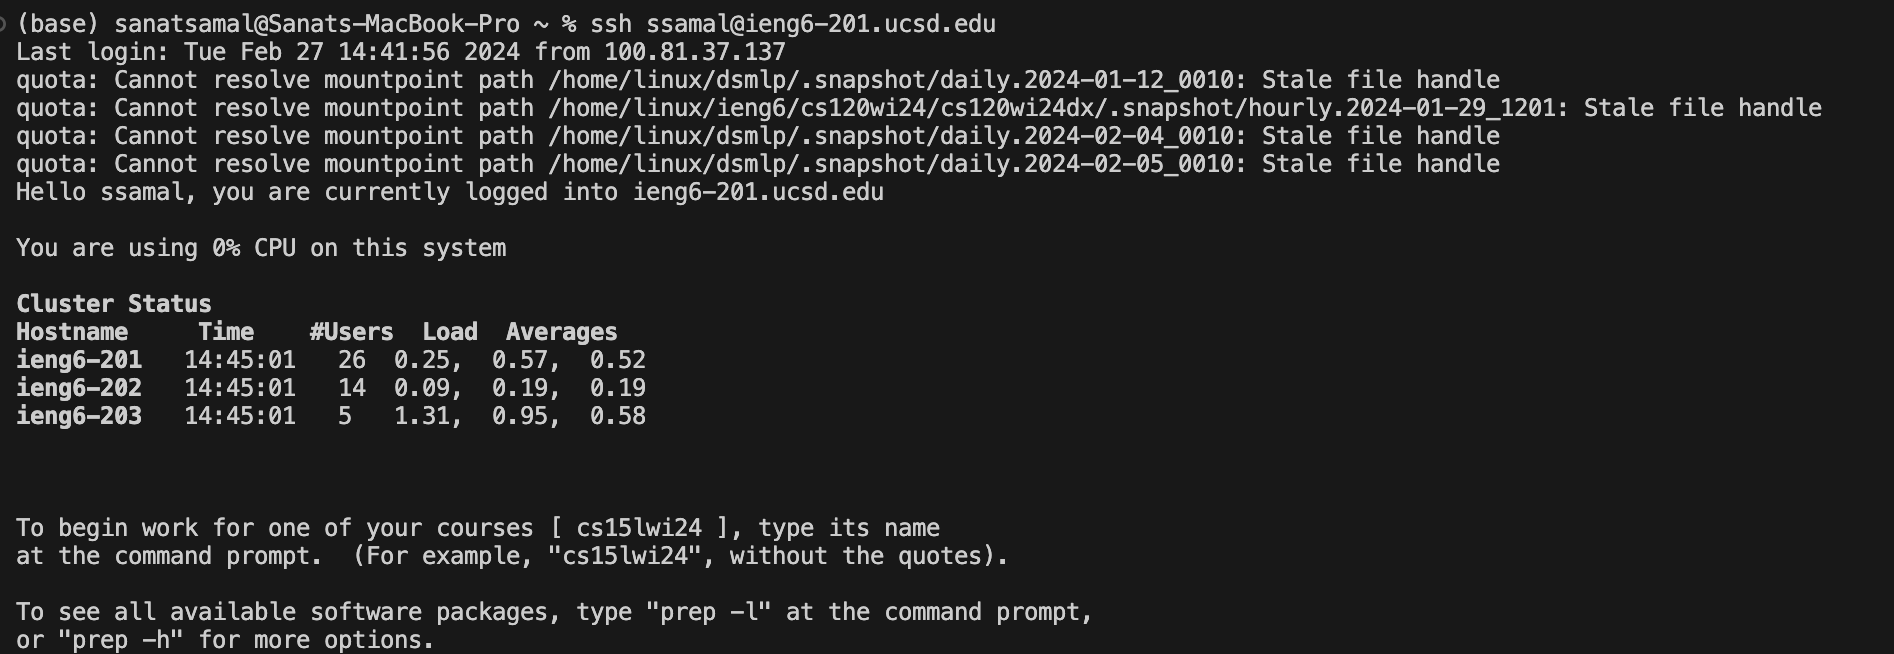 (base) sanatsamal@Sanats-MacBook-Pro ~ % ssh ssamal@ieng6-201.ucsd.edu
Last login: Tue Feb 27 14:41:56 2024 from 100.81.37.137
quota: Cannot resolve mountpoint path /home/linux/dsmlp/.snapshot/daily.2024-01-12_0010: Stale file handle
quota: Cannot resolve mountpoint path /home/linux/ieng6/cs120wi24/cs120wi24dx/.snapshot/hourly.2024-01-29_1201: Stale file handle
quota: Cannot resolve mountpoint path /home/linux/dsmlp/.snapshot/daily.2024-02-04_0010: Stale file handle
quota: Cannot resolve mountpoint path /home/linux/dsmlp/.snapshot/daily.2024-02-05_0010: Stale file handle
Hello ssamal, you are currently logged into ieng6-201.ucsd.edu
You are using 0% CPU on this system
Cluster Status
Hostname     Time    #Users  Load  Averages
ieng6-201   14:45:01   26  0.25,  0.57,  0.52
ieng6-202   14:45:01   14  0.09,  0.19,  0.19
ieng6-203   14:45:01   5   1.31,  0.95,  0.58
To begin work for one of your courses [ cs15lwi24 ], type its name
at the command prompt.  (For example, "cs15lwi24", without the quotes).
To see all available software packages, type "prep -l" at the command prompt,
or "prep -h" for more options.